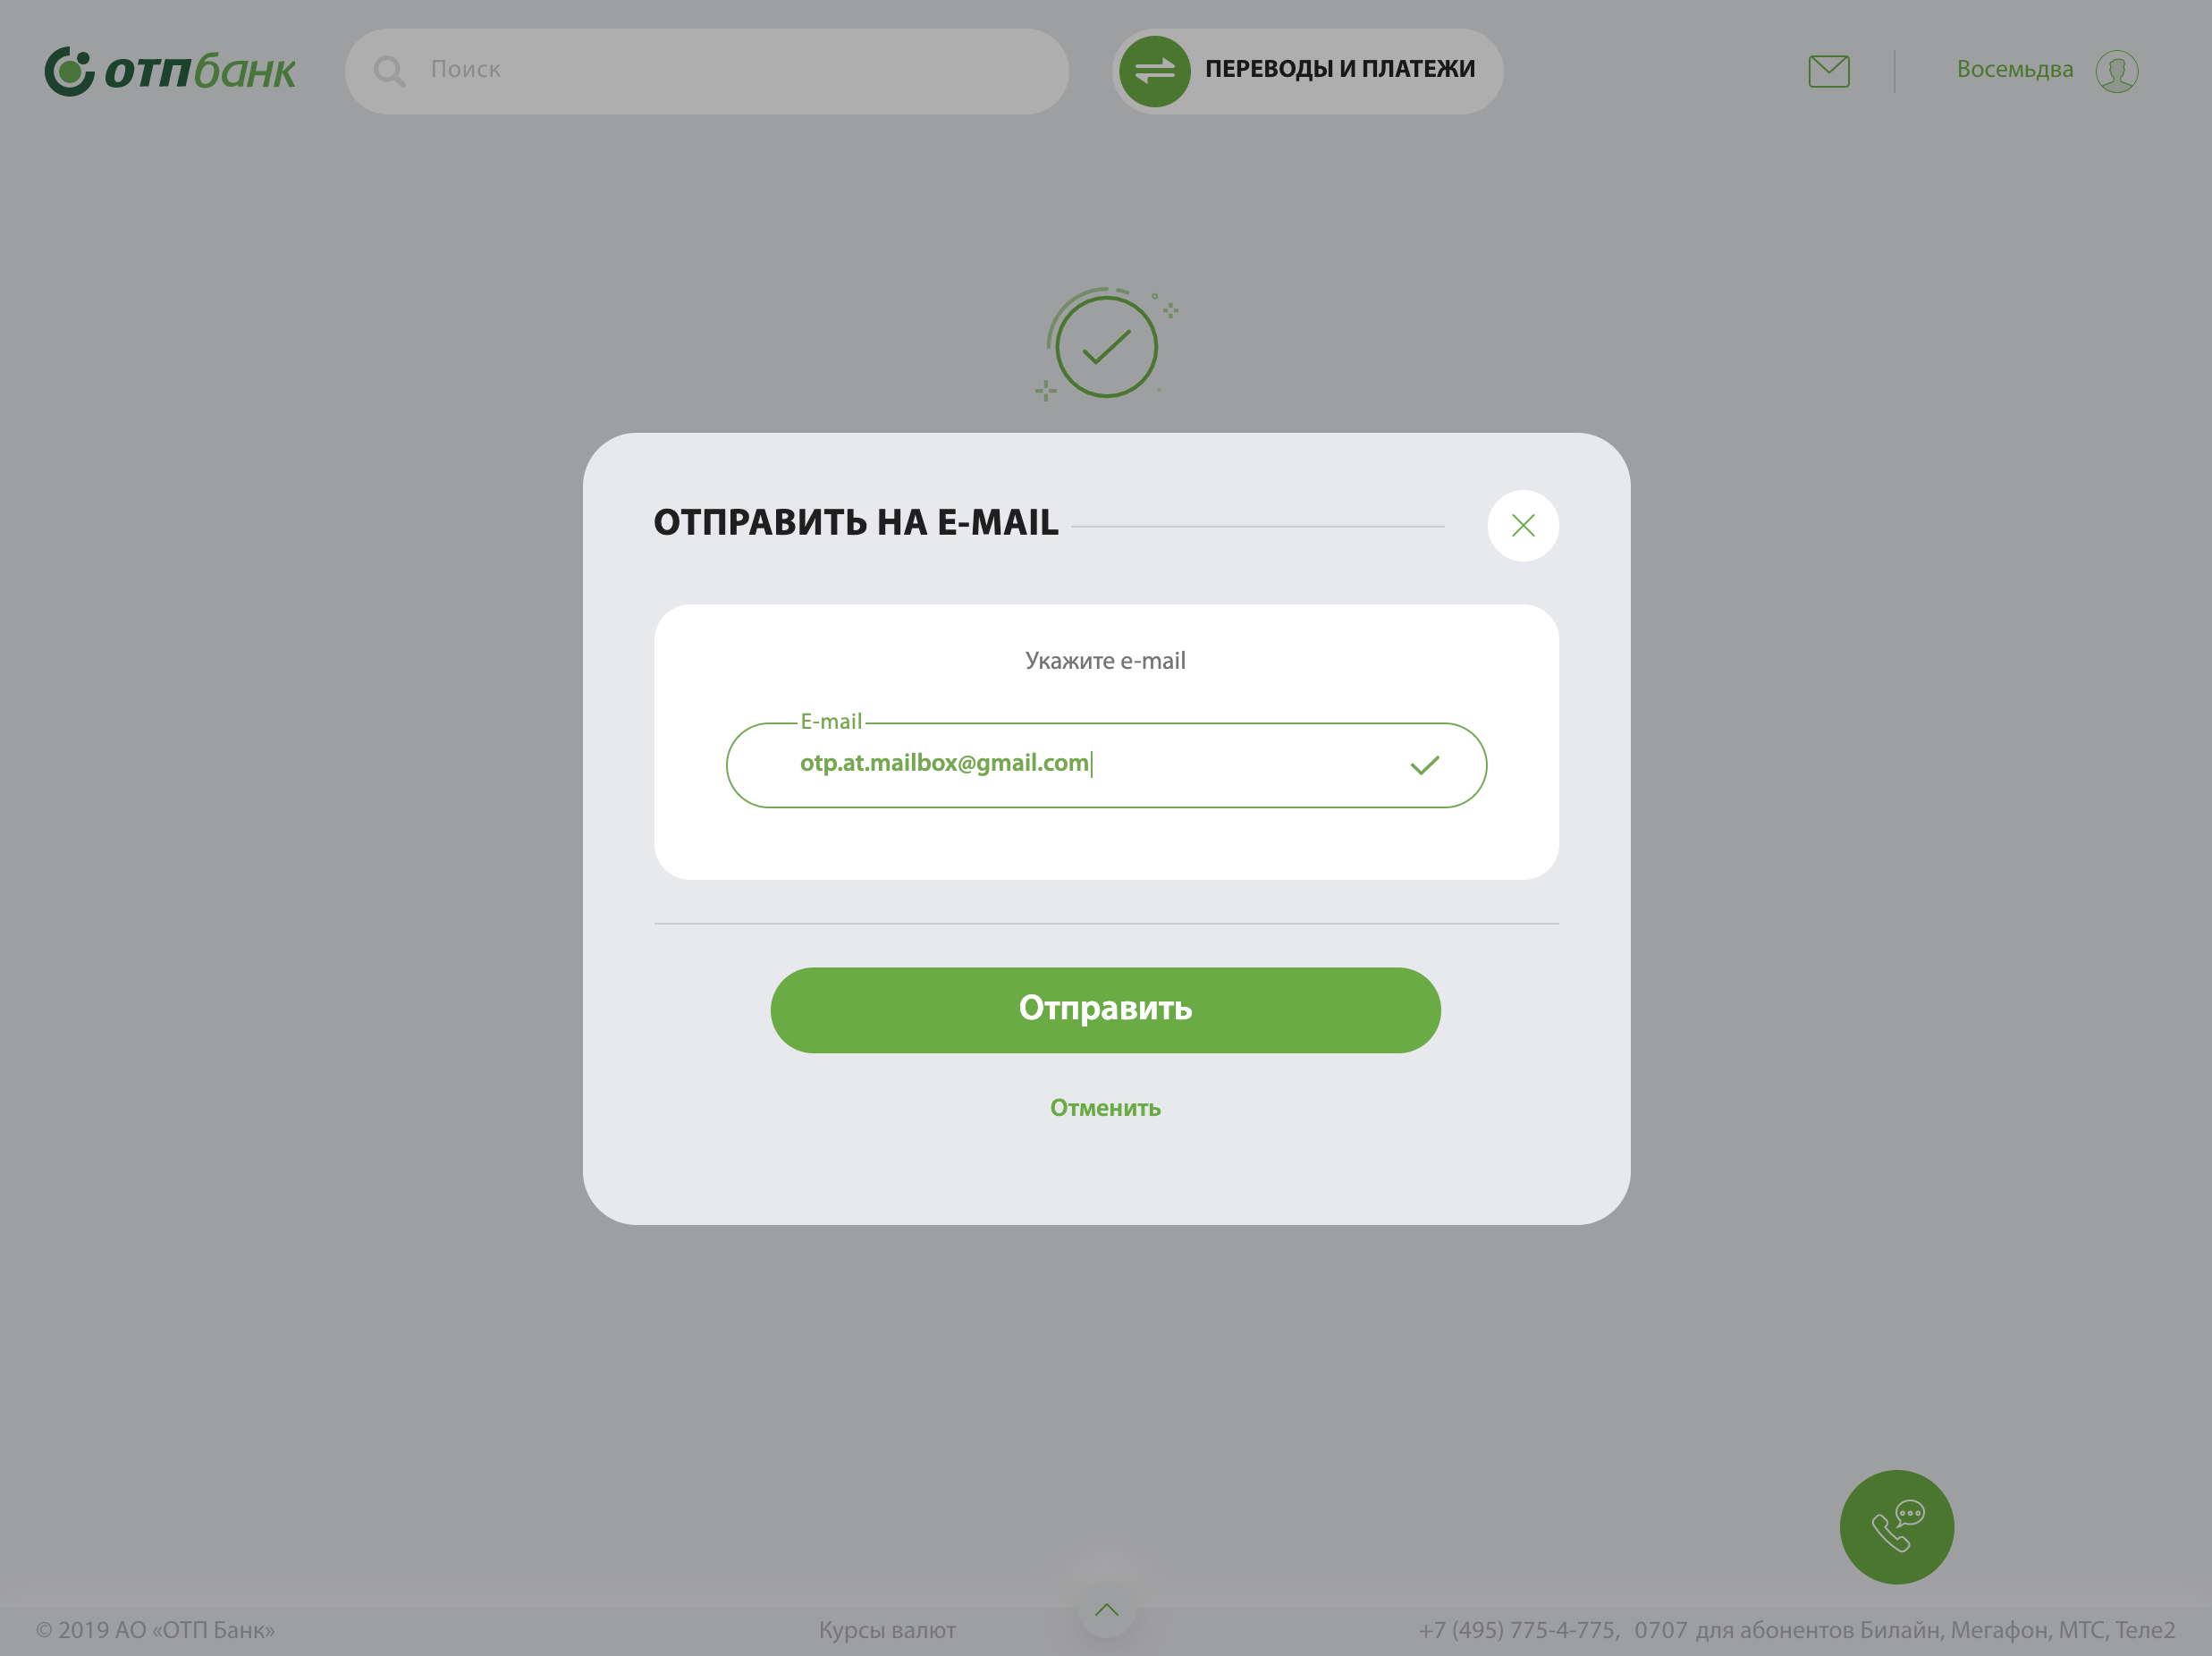 отпбанк
Поиск
ПЕРЕВОДЫ И ПЛАТЕЖИ
Восемьдва
ОТПРАВИТЬ НА E-MAIL
Укажите e-mail
E-mail
otp.at.mailbox@gmail.com
Отправить
Отменить
© 2019 АО «ОТП Банк»
Курсы валют
+7 (495) 775-4-775, 0707 для абонентов Билайн, Мегафон, МТС, Теле2